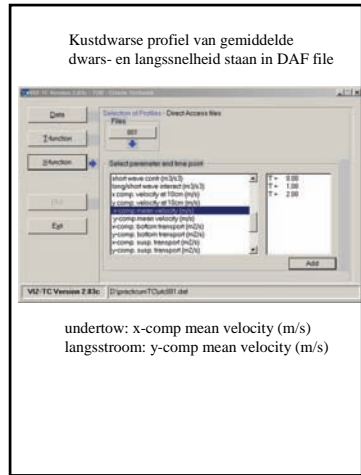 Kustdwarse profiel van gemiddelde
dwars- en langssnelheid staan in DAF file
Data
Selection of Profiles - Direct Access files
Files
001
T-function
X-function
Select parameter and time point
short wave contr (m3/s3)
long/short wave interact (m3/s3)
x comp. velocity at 10cm (m/s)
y comp. velocity at 10cm (m/s)
x-comp mean velocity (m/s)
y-comp mean velocity (m/s)
x-comp. bottom transport (m2/s)
y-comp. bottom transport (m2/s)
x-comp. susp. transport (m2/s)
T = 0.00
T = 1.00
T = 2.00
Exit
Add
VIZ-TC Version 2.83c
undertow: x-comp mean velocity (m/s)
langsstroom: y-comp mean velocity (m/s)